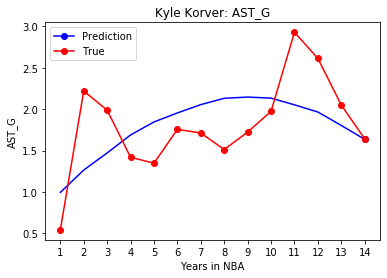 Kyle Korver: AST_G
Prediction
True
3.0
2.5
2.0
1.5
1.0
0.5
AST_G
1 2 3 4 5 6 7 8 9 10 11 12 13 14
Years in NBA